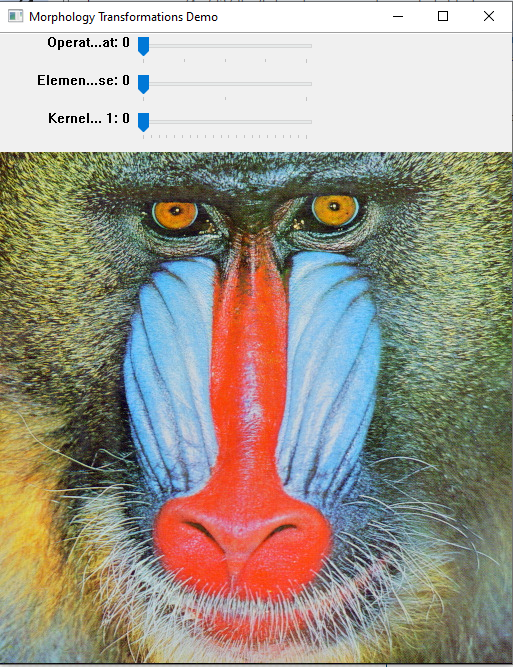 Morphology Transformations Demo
Operat...at: 0
Elemen...se: 0
Kernel... 1: 0